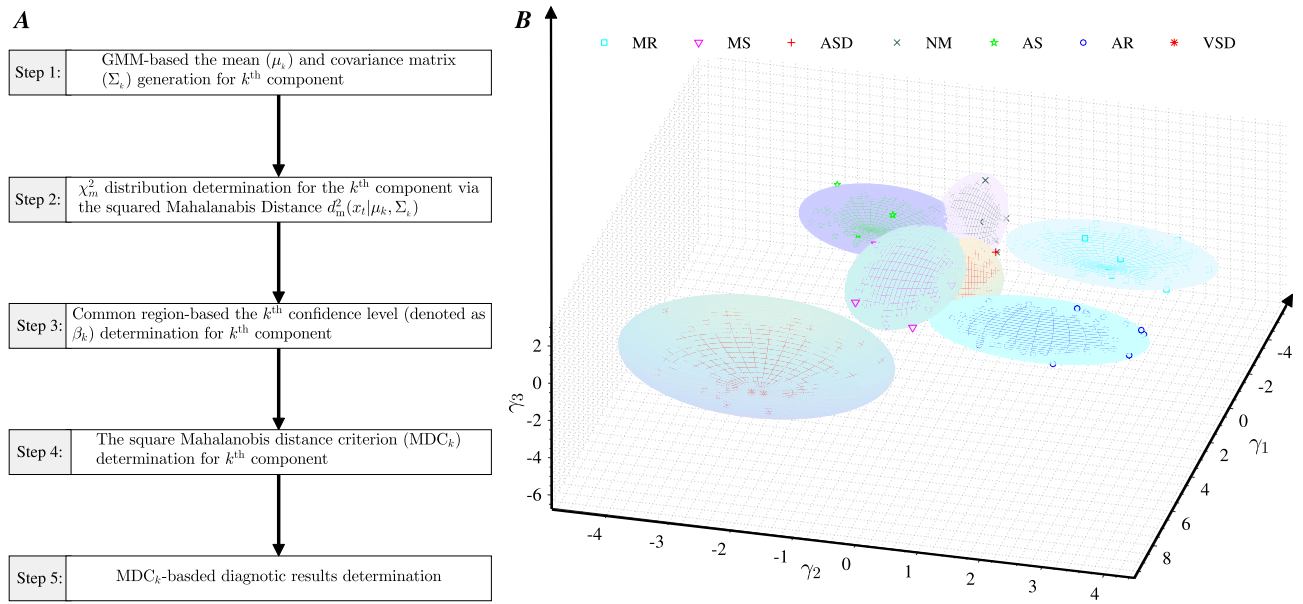 A
Step 1:
GMM-based the mean (μₖ) and covariance matrix
(Σₖ) generation for kᵗʰ component
Step 2:
χ²ₘ distribution determination for the kᵗʰ component via
the squared Mahalanabis Distance d²ₘ(xₜ|μₖ, Σₖ)
Step 3:
Common region-based the kᵗʰ confidence level (denoted as
βₖ) determination for kᵗʰ component
Step 4:
The square Mahalanobis distance criterion (MDCₖ)
determination for kᵗʰ component
Step 5:
MDCₖ-basded diagnotic results determination
B
MR MS ASD NM AS AR VSD
γ₃
2
0
-2
-4
-6
γ₂
-4 -3 -2 -1 0 1 2 3 4
γ₁
-4
-2
0
2
4
6
8